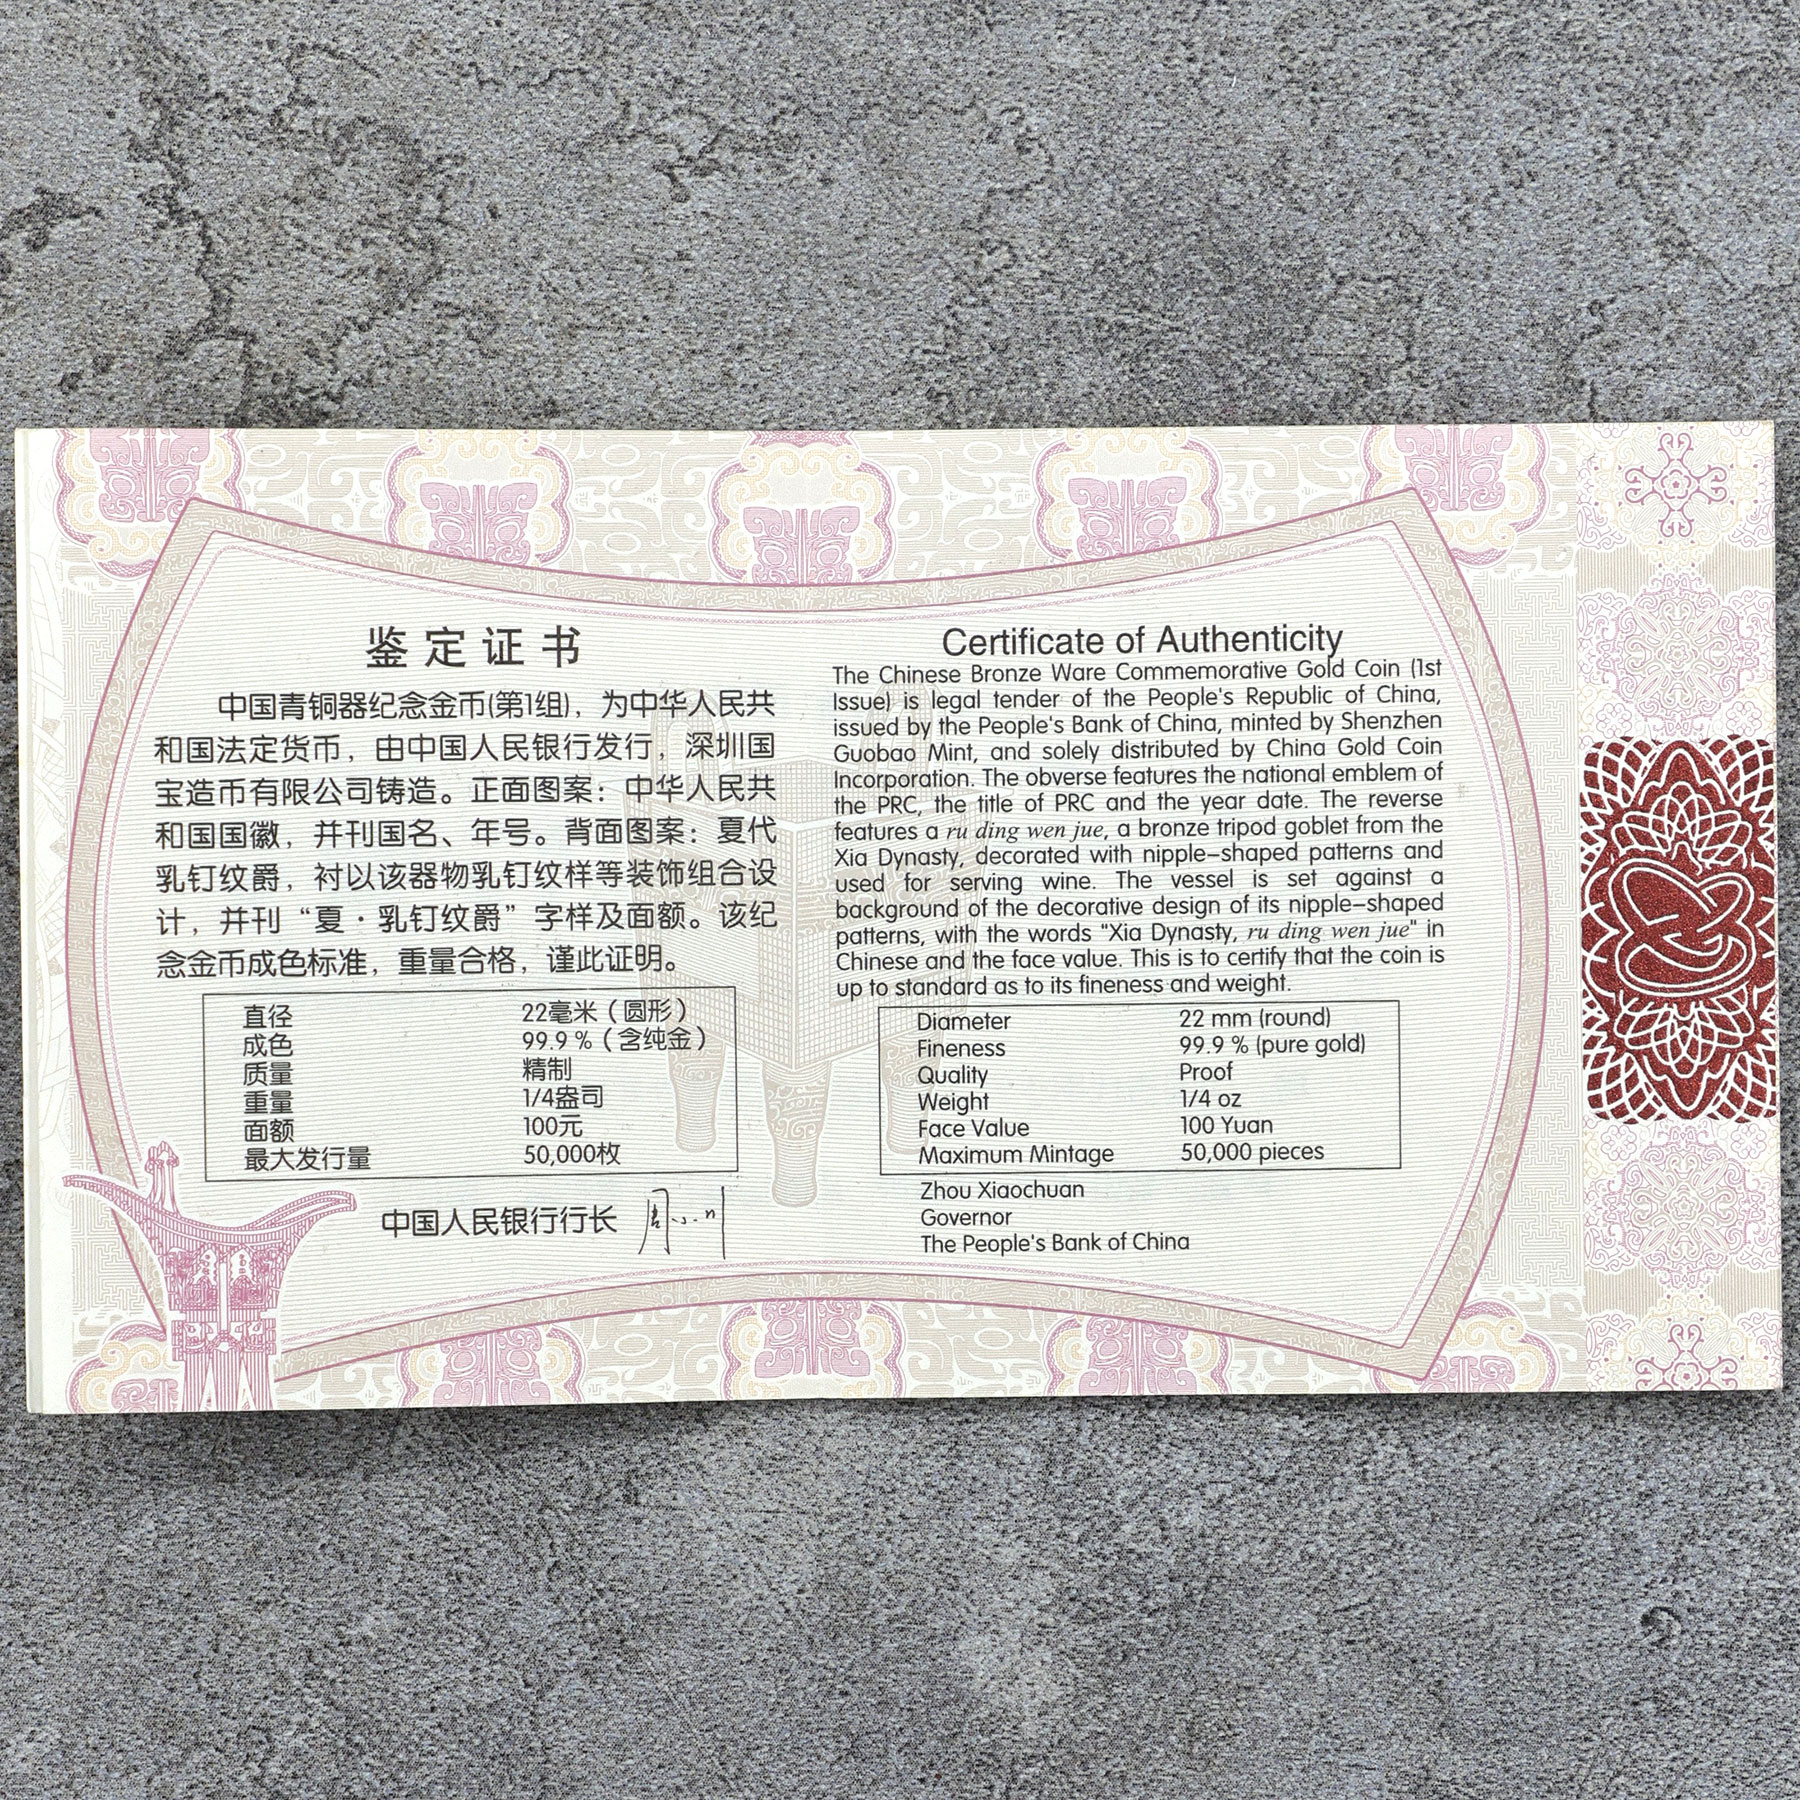 鉴定证书
中国青铜器纪念金币(第1组)，为中华人民共
和国法定货币，由中国人民银行发行，深圳国
宝造币有限公司铸造。正面图案：中华人民共
和国国徽，并刊国名、年号。背面图案：夏代
乳钉纹爵，衬以该器物乳钉纹样等装饰组合设
计，并刊“夏·乳钉纹爵”字样及面额。该纪
念金币成色标准，重量合格，谨此证明。
直径 22毫米（圆形）
成色 99.9％（含纯金）
质量 精制
重量 1/4盎司
面额 100元
最大发行量 50,000枚
中国人民银行行长 周小川
Certificate of Authenticity
The Chinese Bronze Ware Commemorative Gold Coin (1st
Issue) is legal tender of the People's Republic of China,
issued by the People's Bank of China, minted by Shenzhen
Guobao Mint, and solely distributed by China Gold Coin
Incorporation. The obverse features the national emblem of
the PRC, the title of PRC and the year date. The reverse
features a ru ding wen jue, a bronze tripod goblet from the
Xia Dynasty, decorated with nipple-shaped patterns and
used for serving wine. The vessel is set against a
background of the decorative design of its nipple-shaped
patterns, with the words "Xia Dynasty, ru ding wen jue" in
Chinese and the face value. This is to certify that the coin is
up to standard as to its fineness and weight.
Diameter 22 mm (round)
Fineness 99.9 % (pure gold)
Quality Proof
Weight 1/4 oz
Face Value 100 Yuan
Maximum Mintage 50,000 pieces
Zhou Xiaochuan
Governor
The People's Bank of China